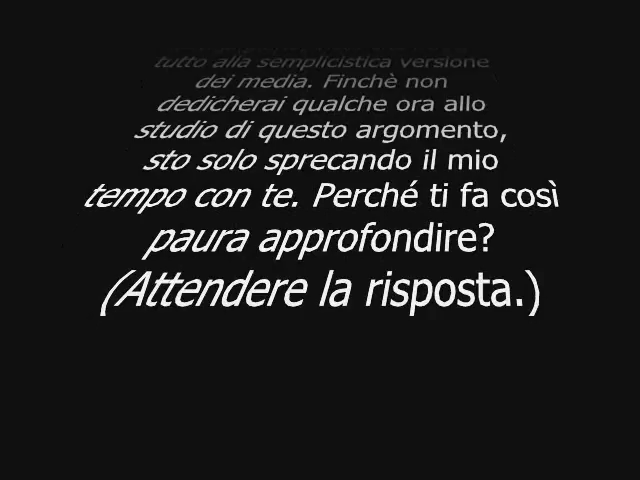 tutto alla semplicistica versione
dei media. Finchè non
dedicherai qualche ora allo
studio di questo argomento,
sto solo sprecando il mio
tempo con te. Perché ti fa così
paura approfondire?
(Attendere la risposta.)